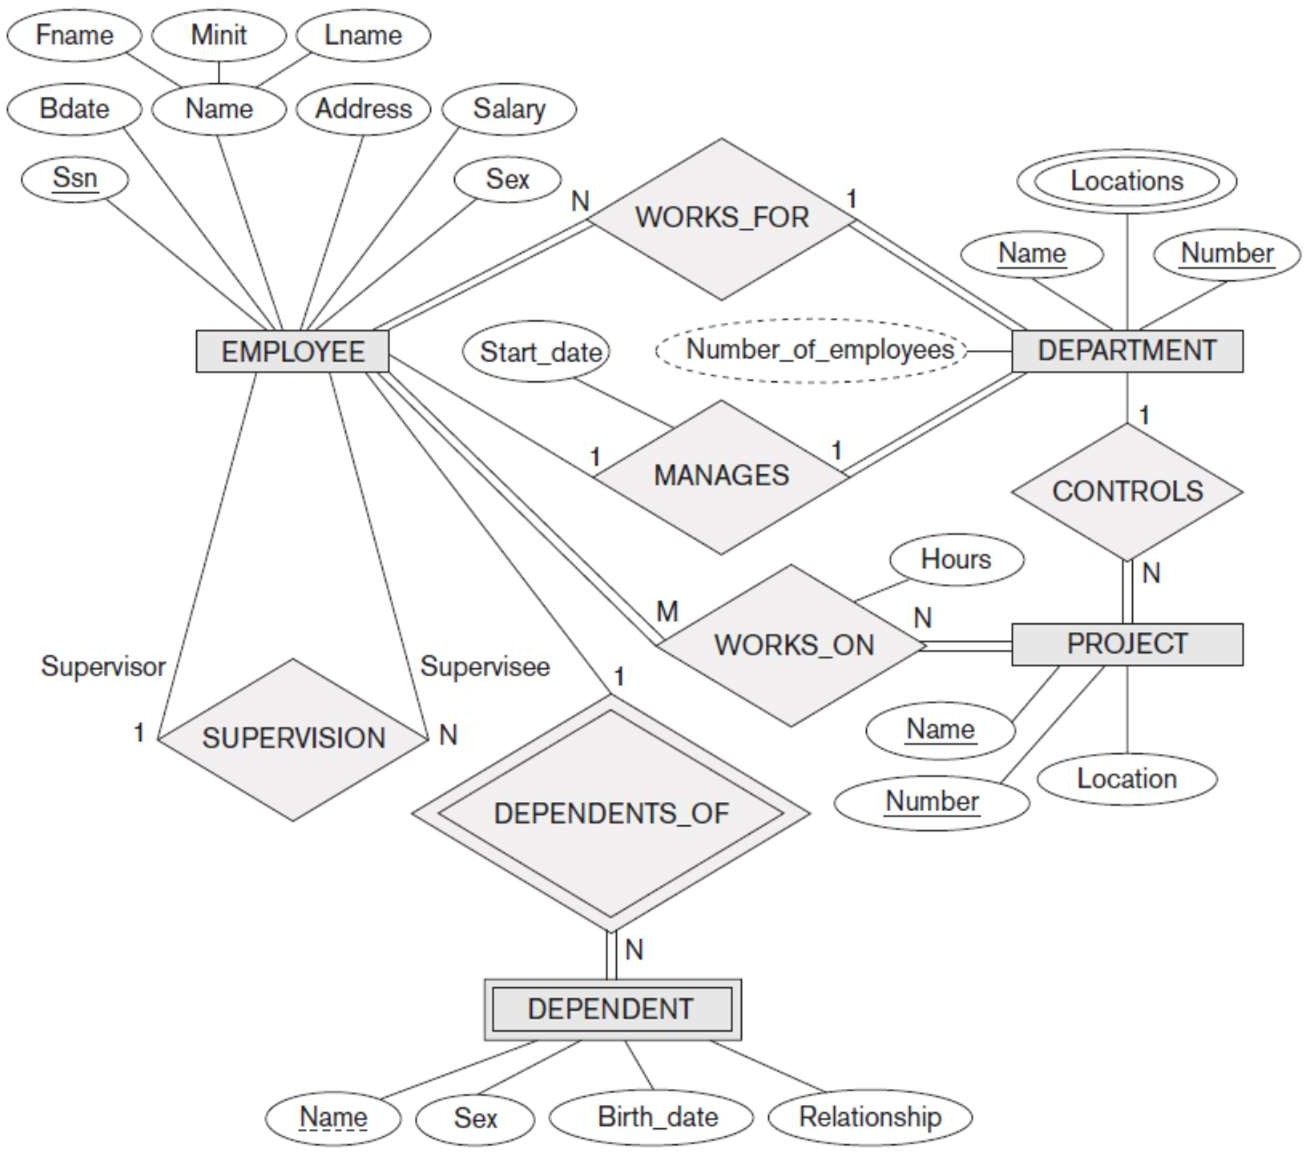 Fname
Minit
Lname
Bdate
Name
Address
Salary
Ssn
Sex
N
WORKS_FOR
1
Locations
Name
Number
EMPLOYEE
Start_date
Number_of_employees
DEPARTMENT
1
MANAGES
1
1
CONTROLS
N
Hours
M
WORKS_ON
N
PROJECT
Supervisor
Supervisee
1
SUPERVISION
N
1
Name
Number
Location
DEPENDENTS_OF
N
DEPENDENT
Name
Sex
Birth_date
Relationship